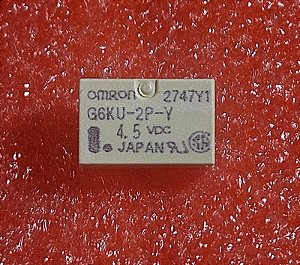 omron 2747Y1
G6KU-2P-Y
4.5 VDC
JAPAN